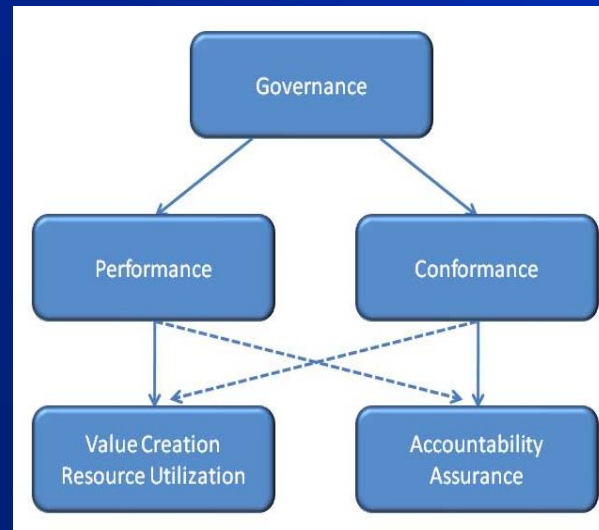 Governance
Performance
Conformance
Value Creation
Resource Utilization
Accountability
Assurance